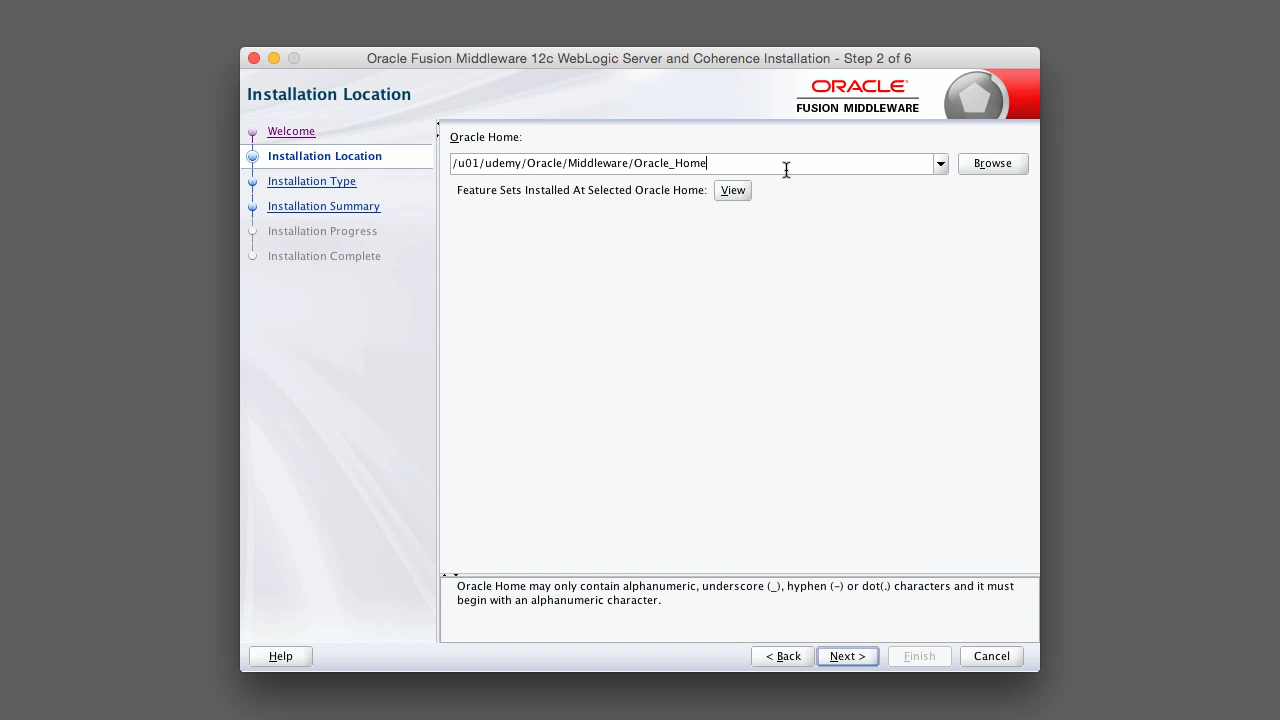 Oracle Fusion Middleware 12c WebLogic Server and Coherence Installation - Step 2 of 6
Installation Location
ORACLE
FUSION MIDDLEWARE
Welcome
Installation Location
Installation Type
Installation Summary
Installation Progress
Installation Complete
Oracle Home:
/u01/udemy/Oracle/Middleware/Oracle_Home
Browse
Feature Sets Installed At Selected Oracle Home:
View
Oracle Home may only contain alphanumeric, underscore (_), hyphen (-) or dot(.) characters and it must
begin with an alphanumeric character.
Help
< Back
Next >
Finish
Cancel